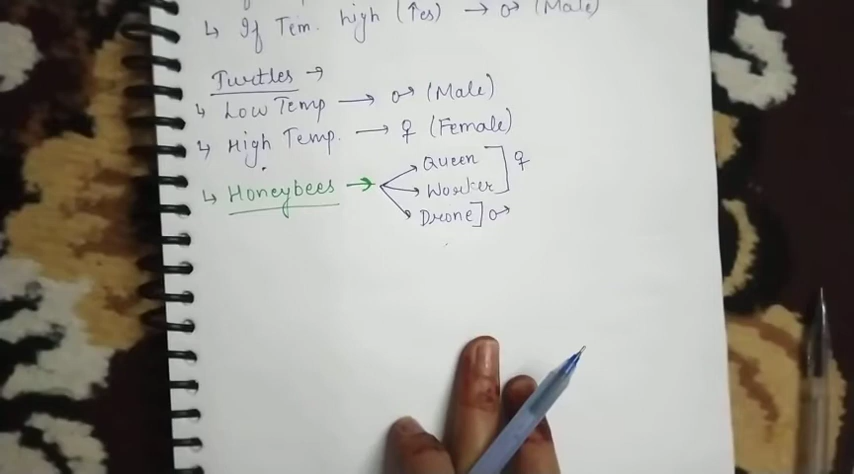 ↳ If Tem. high (↑es) → ♂ (Male)
Turtles →
↳ Low Temp → ♂ (Male)
↳ High Temp. → ♀ (Female)
↳ Honeybees → Queen ] ♀
Worker
Drone ] ♂